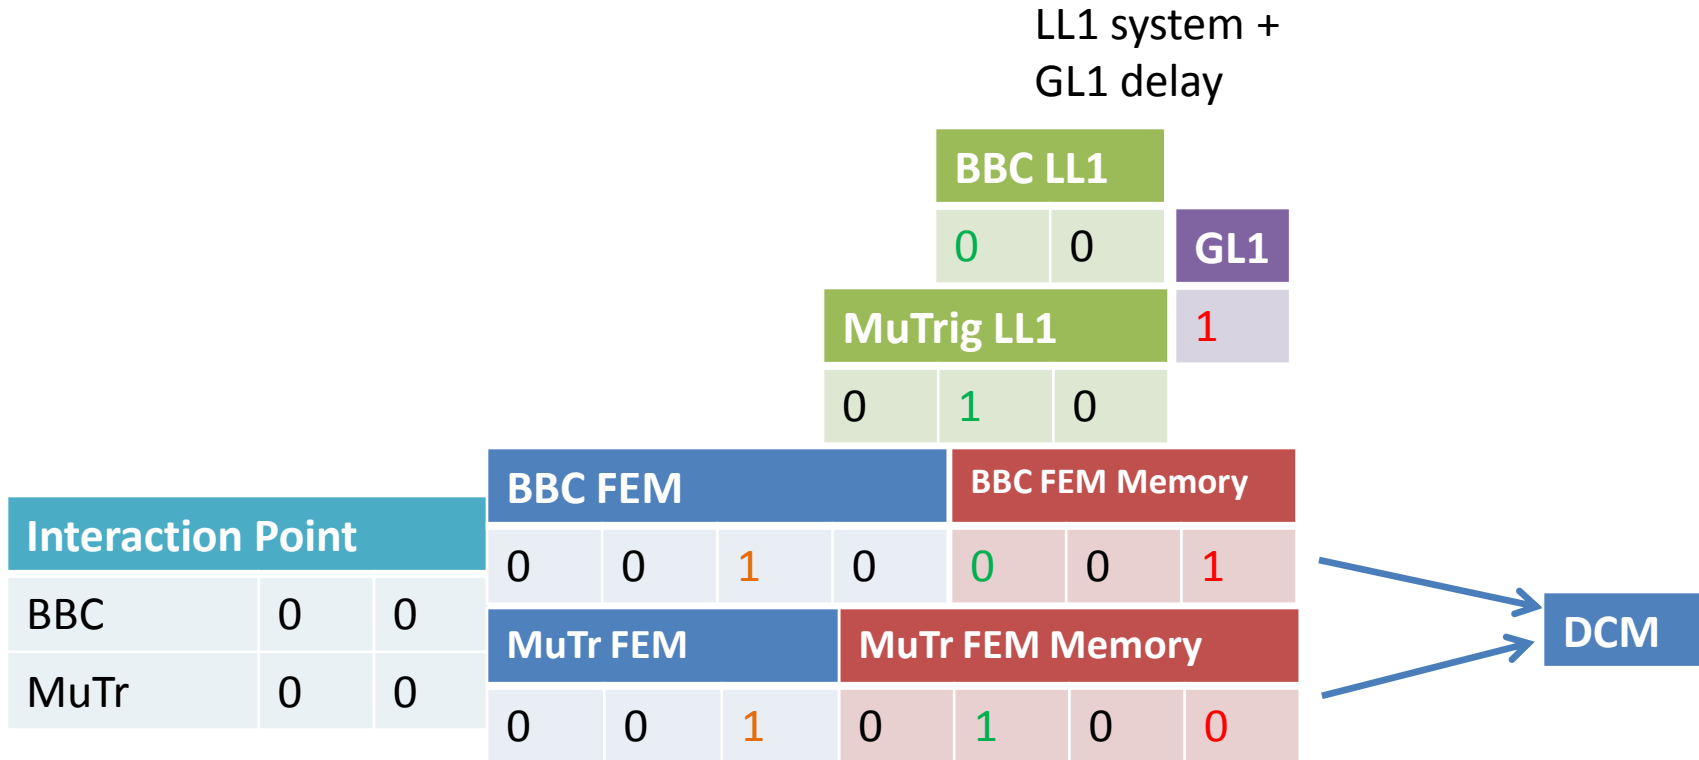 LL1 system +
GL1 delay
BBC LL1
0 0
GL1
1
MuTrig LL1
0 1 0
BBC FEM
0 0 1 0
BBC FEM Memory
0 0 1
Interaction Point
BBC 0 0
MuTr 0 0
MuTr FEM
0 0 1
MuTr FEM Memory
0 1 0 0
DCM